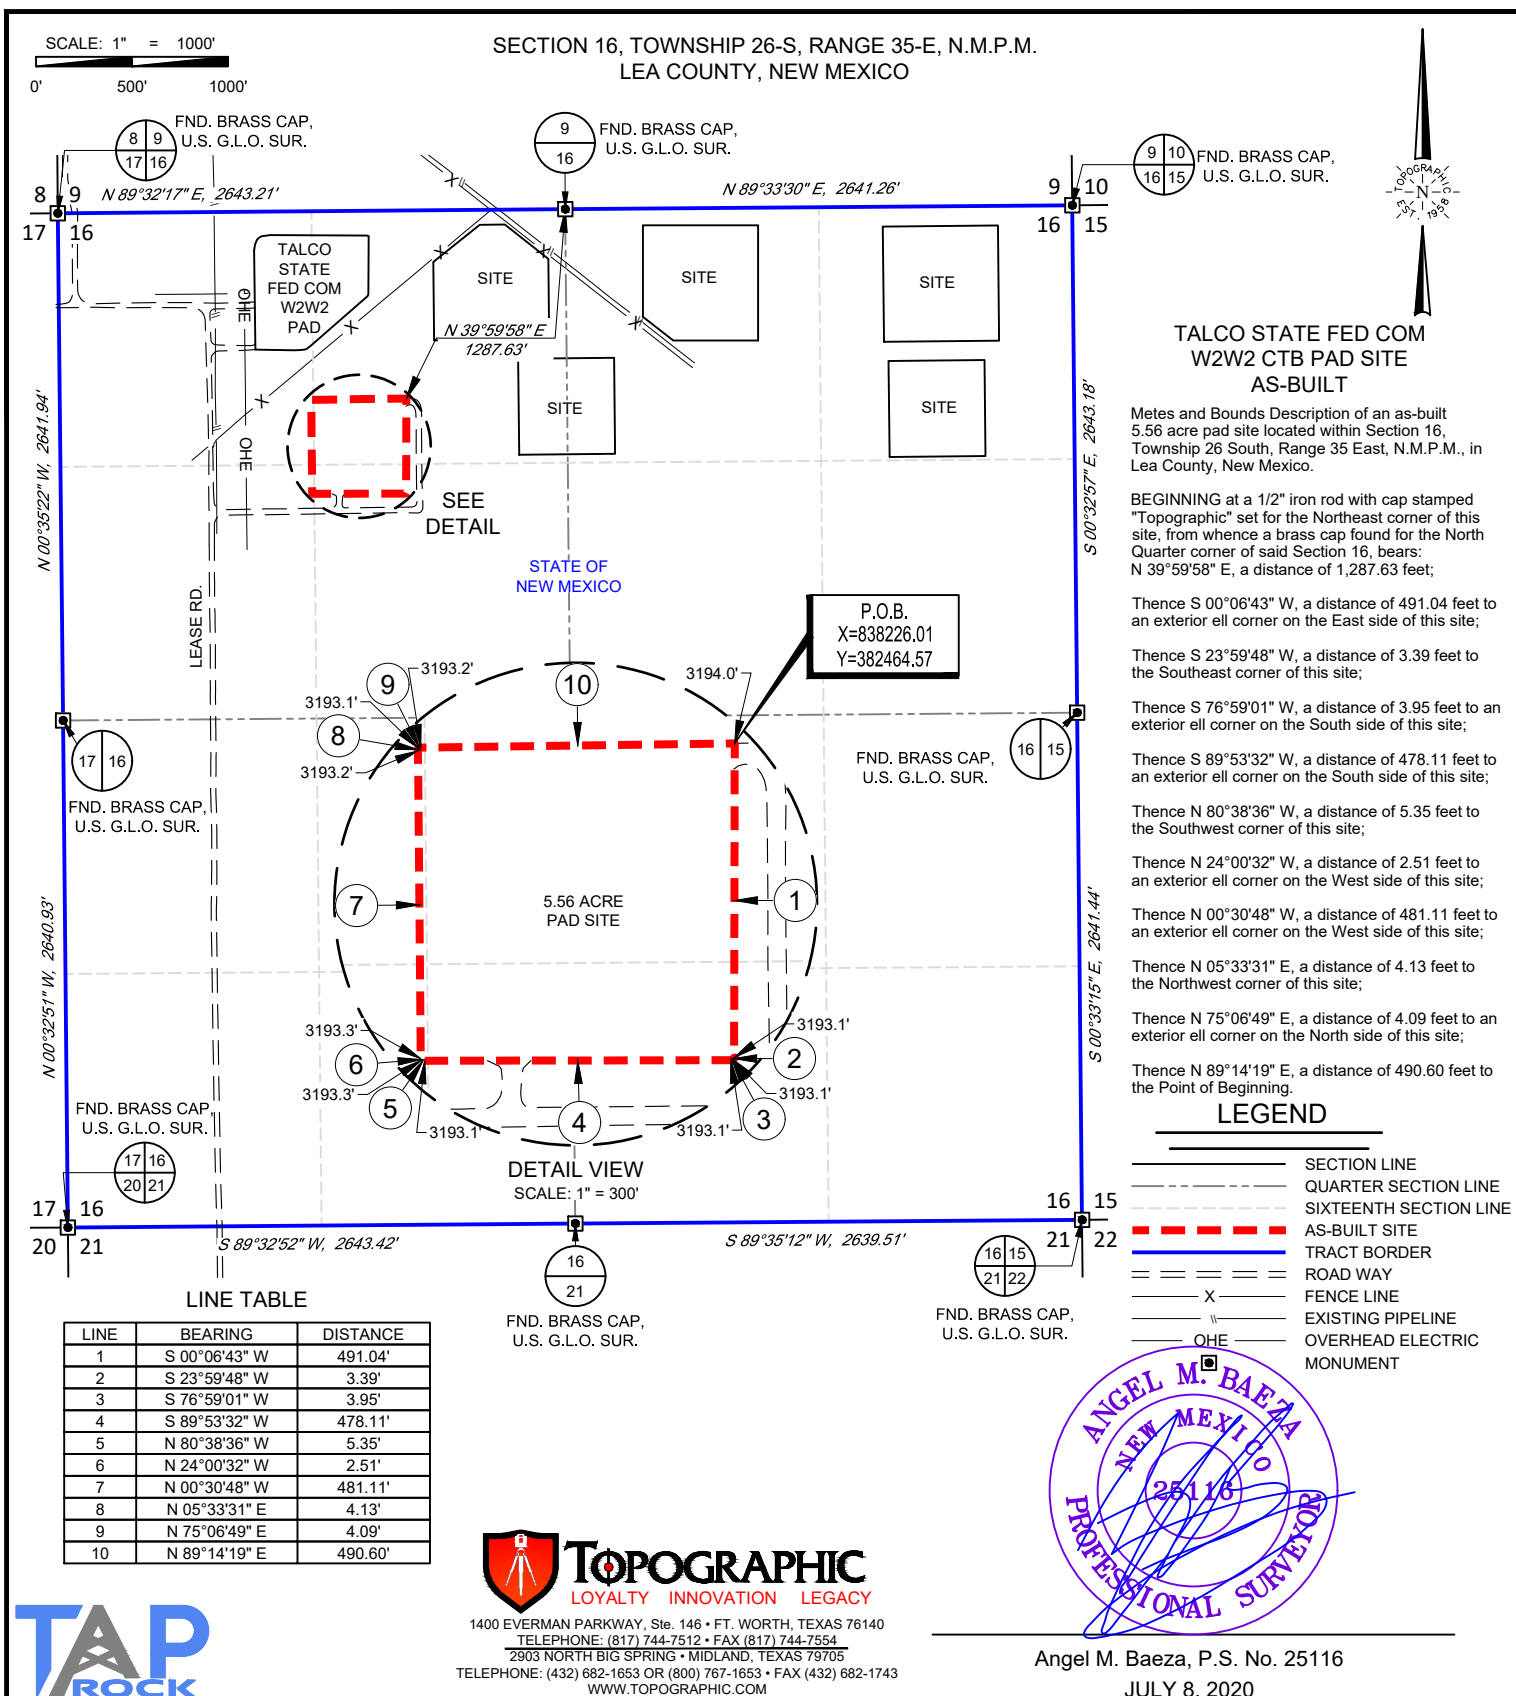 SCALE: 1" = 1000'
0' 500' 1000'
SECTION 16, TOWNSHIP 26-S, RANGE 35-E, N.M.P.M.
LEA COUNTY, NEW MEXICO
8 9
17 16
FND. BRASS CAP,
U.S. G.L.O. SUR.
9
16
FND. BRASS CAP,
U.S. G.L.O. SUR.
9 10
16 15
FND. BRASS CAP,
U.S. G.L.O. SUR.
TOPOGRAPHIC
N
EST. 1958
8 9
17 16
N 89°32'17" E, 2643.21'
N 89°33'30" E, 2641.26'
9 10
16 15
TALCO
STATE
FED COM
W2W2
PAD
SITE
SITE
SITE
SITE
SITE
X
X
X
X
X
X
OHE
OHE
N 39°59'58" E
1287.63'
SEE
DETAIL
STATE OF
NEW MEXICO
LEASE RD.
N 00°35'22" W, 2641.94'
S 00°32'57" E, 2643.18'
N 00°32'51" W, 2640.93'
S 00°33'15" E, 2641.44'
P.O.B.
X=838226.01
Y=382464.57
17 16
FND. BRASS CAP,
U.S. G.L.O. SUR.
16 15
FND. BRASS CAP,
U.S. G.L.O. SUR.
9
3193.2'
10
3194.0'
3193.1'
8
3193.2'
7
5.56 ACRE
PAD SITE
1
3193.3'
6
3193.3'
5
3193.1'
4
3193.1'
2
3193.1'
3
3193.1'
DETAIL VIEW
SCALE: 1" = 300'
FND. BRASS CAP,
U.S. G.L.O. SUR.
17 16
20 21
17 16
20 21
S 89°32'52" W, 2643.42'
S 89°35'12" W, 2639.51'
16 15
21 22
16
21
FND. BRASS CAP,
U.S. G.L.O. SUR.
16 15
21 22
FND. BRASS CAP,
U.S. G.L.O. SUR.
TALCO STATE FED COM
W2W2 CTB PAD SITE
AS-BUILT
Metes and Bounds Description of an as-built
5.56 acre pad site located within Section 16,
Township 26 South, Range 35 East, N.M.P.M., in
Lea County, New Mexico.
BEGINNING at a 1/2" iron rod with cap stamped
"Topographic" set for the Northeast corner of this
site, from whence a brass cap found for the North
Quarter corner of said Section 16, bears:
N 39°59'58" E, a distance of 1,287.63 feet;
Thence S 00°06'43" W, a distance of 491.04 feet to
an exterior ell corner on the East side of this site;
Thence S 23°59'48" W, a distance of 3.39 feet to
the Southeast corner of this site;
Thence S 76°59'01" W, a distance of 3.95 feet to an
exterior ell corner on the South side of this site;
Thence S 89°53'32" W, a distance of 478.11 feet to
an exterior ell corner on the South side of this site;
Thence N 80°38'36" W, a distance of 5.35 feet to
the Southwest corner of this site;
Thence N 24°00'32" W, a distance of 2.51 feet to
an exterior ell corner on the West side of this site;
Thence N 00°30'48" W, a distance of 481.11 feet to
an exterior ell corner on the West side of this site;
Thence N 05°33'31" E, a distance of 4.13 feet to
the Northwest corner of this site;
Thence N 75°06'49" E, a distance of 4.09 feet to an
exterior ell corner on the North side of this site;
Thence N 89°14'19" E, a distance of 490.60 feet to
the Point of Beginning.
LEGEND
SECTION LINE
QUARTER SECTION LINE
SIXTEENTH SECTION LINE
AS-BUILT SITE
TRACT BORDER
ROAD WAY
X FENCE LINE
\\ EXISTING PIPELINE
OHE OVERHEAD ELECTRIC
MONUMENT
LINE TABLE
LINE BEARING DISTANCE
1 S 00°06'43" W 491.04'
2 S 23°59'48" W 3.39'
3 S 76°59'01" W 3.95'
4 S 89°53'32" W 478.11'
5 N 80°38'36" W 5.35'
6 N 24°00'32" W 2.51'
7 N 00°30'48" W 481.11'
8 N 05°33'31" E 4.13'
9 N 75°06'49" E 4.09'
10 N 89°14'19" E 490.60'
TAP
ROCK
TOPOGRAPHIC
LOYALTY INNOVATION LEGACY
1400 EVERMAN PARKWAY, Ste. 146 • FT. WORTH, TEXAS 76140
TELEPHONE: (817) 744-7512 • FAX (817) 744-7554
2903 NORTH BIG SPRING • MIDLAND, TEXAS 79705
TELEPHONE: (432) 682-1653 OR (800) 767-1653 • FAX (432) 682-1743
WWW.TOPOGRAPHIC.COM
ANGEL M. BAEZA
NEW MEXICO
25116
PROFESSIONAL SURVEYOR
Angel M. Baeza, P.S. No. 25116
JULY 8, 2020